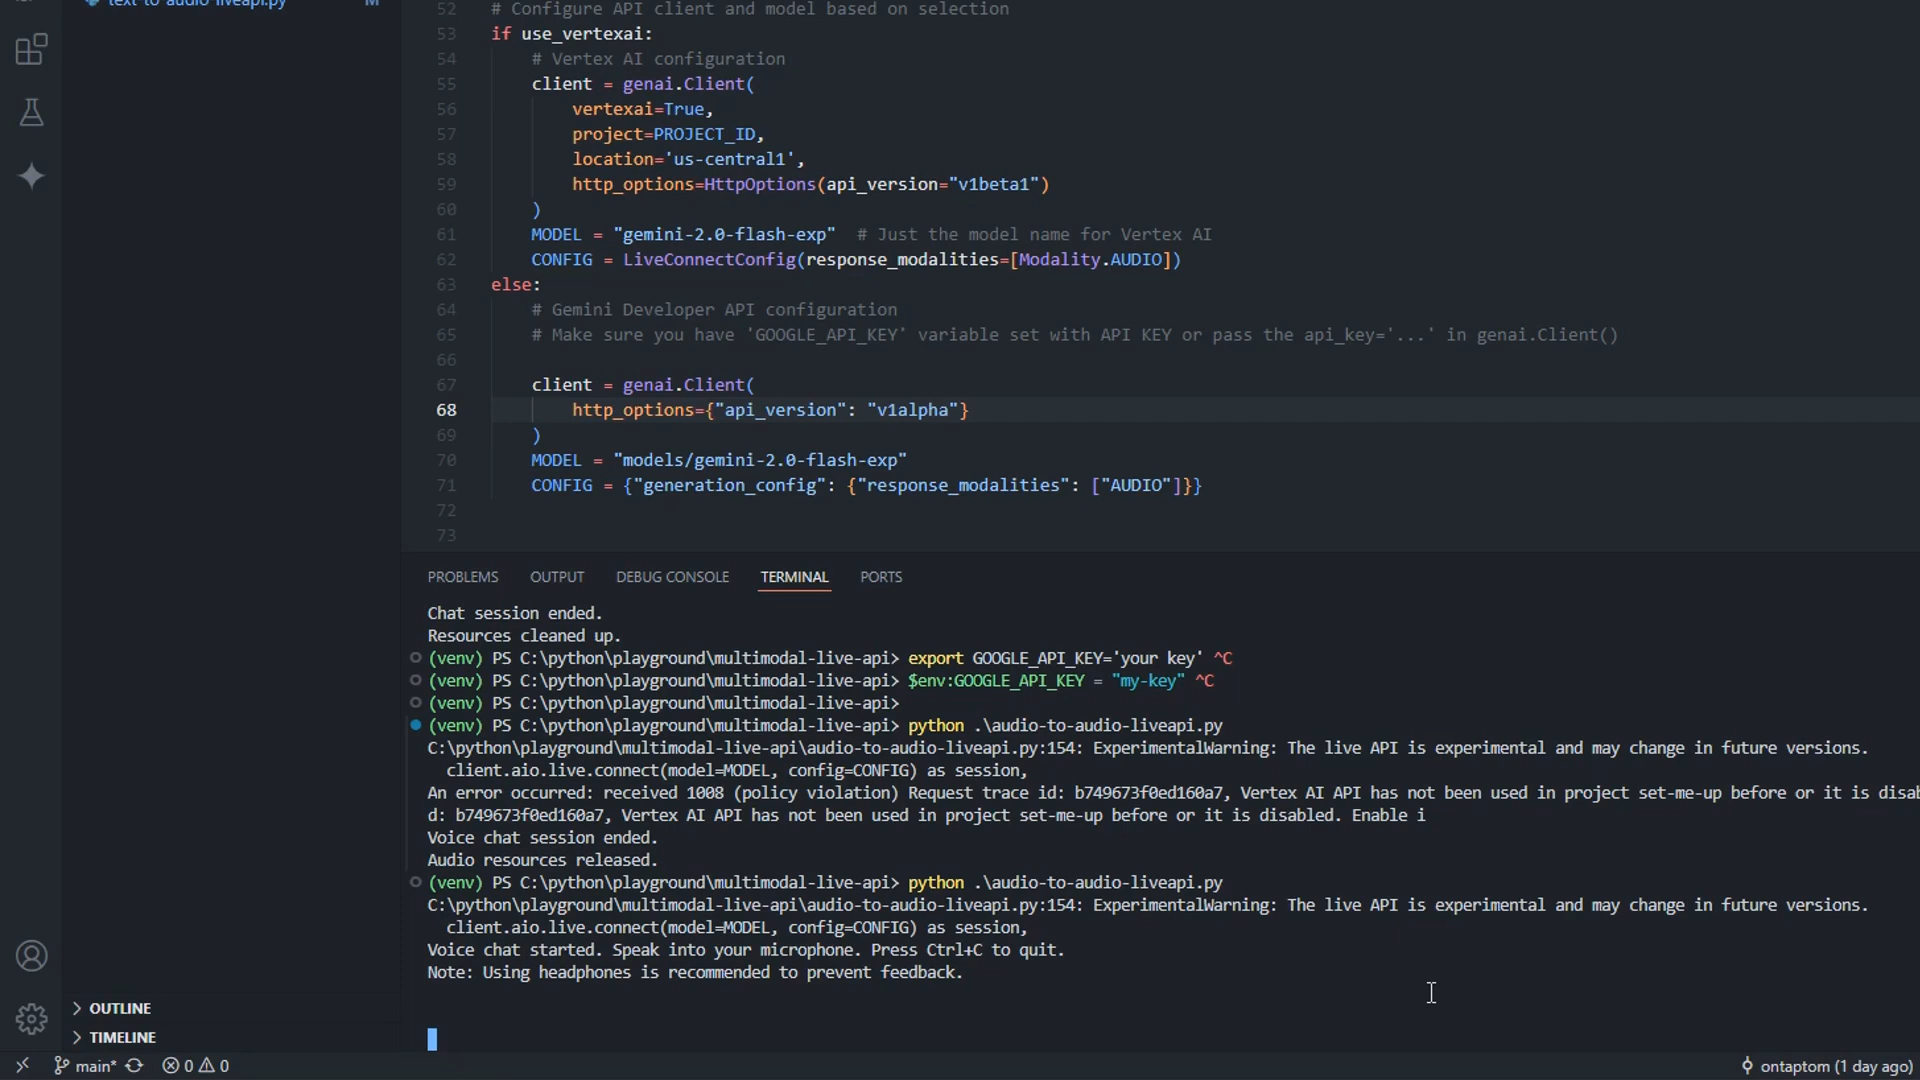 text-to-audio-liveapi.py M
52 # Configure API client and model based on selection
53 if use_vertexai:
54 # Vertex AI configuration
55 client = genai.Client(
56 vertexai=True,
57 project=PROJECT_ID,
58 location='us-central1',
59 http_options=HttpOptions(api_version="v1beta1")
60 )
61 MODEL = "gemini-2.0-flash-exp" # Just the model name for Vertex AI
62 CONFIG = LiveConnectConfig(response_modalities=[Modality.AUDIO])
63 else:
64 # Gemini Developer API configuration
65 # Make sure you have 'GOOGLE_API_KEY' variable set with API KEY or pass the api_key='...' in genai.Client()
66
67 client = genai.Client(
68 http_options={"api_version": "v1alpha"}
69 )
70 MODEL = "models/gemini-2.0-flash-exp"
71 CONFIG = {"generation_config": {"response_modalities": ["AUDIO"]}}
72
73
PROBLEMS OUTPUT DEBUG CONSOLE TERMINAL PORTS
Chat session ended.
Resources cleaned up.
(venv) PS C:\python\playground\multimodal-live-api> export GOOGLE_API_KEY='your key' ^C
(venv) PS C:\python\playground\multimodal-live-api> $env:GOOGLE_API_KEY = "my-key" ^C
(venv) PS C:\python\playground\multimodal-live-api>
(venv) PS C:\python\playground\multimodal-live-api> python .\audio-to-audio-liveapi.py
C:\python\playground\multimodal-live-api\audio-to-audio-liveapi.py:154: ExperimentalWarning: The live API is experimental and may change in future versions.
client.aio.live.connect(model=MODEL, config=CONFIG) as session,
An error occurred: received 1008 (policy violation) Request trace id: b749673f0ed160a7, Vertex AI API has not been used in project set-me-up before or it is disab
d: b749673f0ed160a7, Vertex AI API has not been used in project set-me-up before or it is disabled. Enable i
Voice chat session ended.
Audio resources released.
(venv) PS C:\python\playground\multimodal-live-api> python .\audio-to-audio-liveapi.py
C:\python\playground\multimodal-live-api\audio-to-audio-liveapi.py:154: ExperimentalWarning: The live API is experimental and may change in future versions.
client.aio.live.connect(model=MODEL, config=CONFIG) as session,
Voice chat started. Speak into your microphone. Press Ctrl+C to quit.
Note: Using headphones is recommended to prevent feedback.
OUTLINE
TIMELINE
main* 0 0 ontaptom (1 day ago)